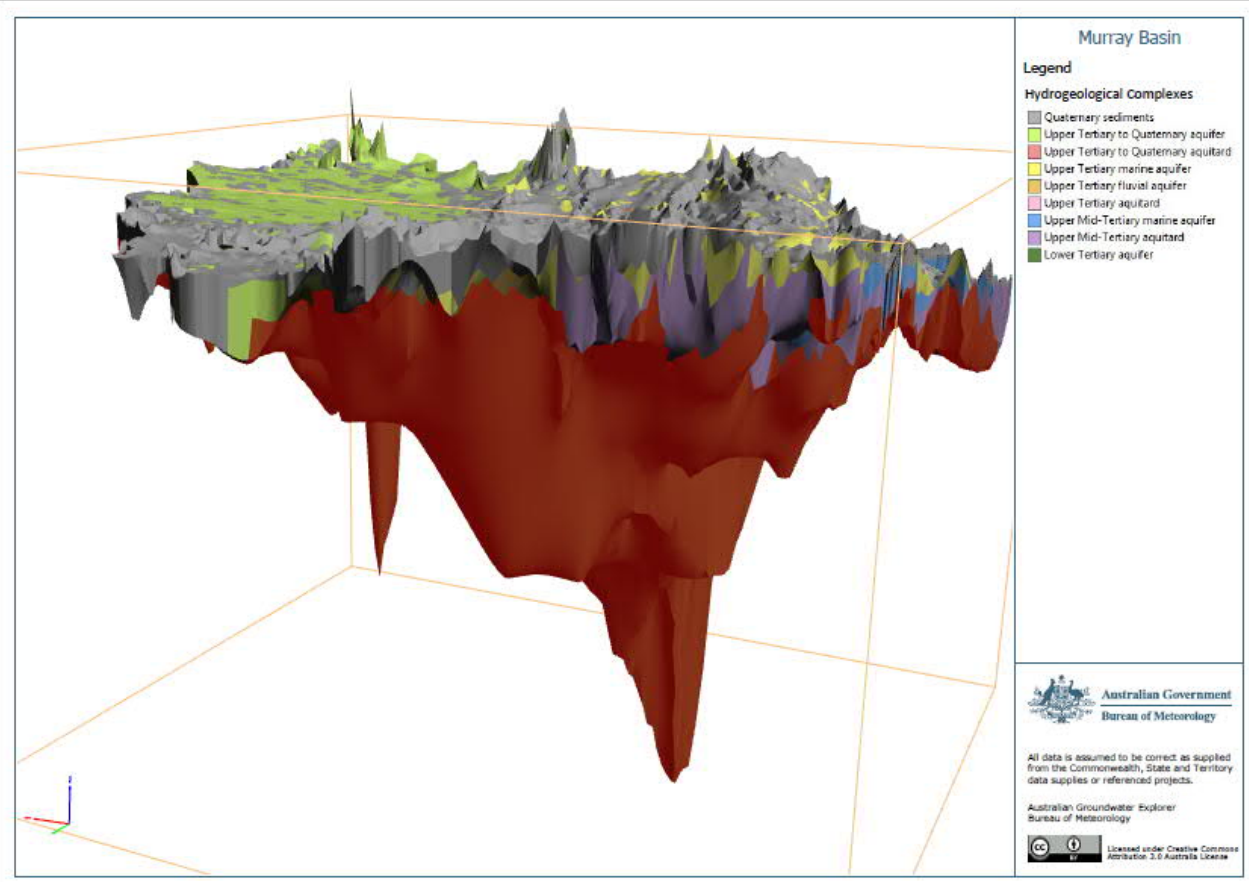 Murray Basin
Legend
Hydrogeological Complexes
Quaternary sediments
Upper Tertiary to Quaternary aquifer
Upper Tertiary to Quaternary aquitard
Upper Tertiary marine aquifer
Upper Tertiary fluvial aquifer
Upper Tertiary aquitard
Upper Mid-Tertiary marine aquifer
Upper Mid-Tertiary aquitard
Lower Tertiary aquifer
Australian Government
Bureau of Meteorology
All data is assumed to be correct as supplied
from the Commonwealth, State and Territory
data supplies or referenced projects.
Australian Groundwater Explorer
Bureau of Meteorology
cc
BY
Licensed under Creative Commons
Attribution 3.0 Australia License